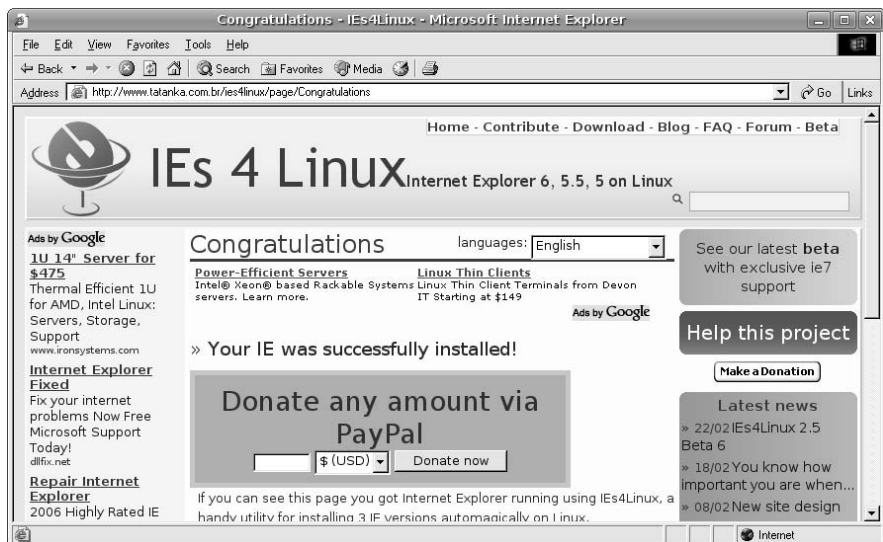 Congratulations - IEs4Linux - Microsoft Internet Explorer
File Edit View Favorites Tools Help
Back Search Favorites Media
Address http://www.tatanka.com.br/ies4linux/page/Congratulations Go Links
Home - Contribute - Download - Blog - FAQ - Forum - Beta
IEs 4 Linux Internet Explorer 6, 5.5, 5 on Linux
Ads by Google
1U 14" Server for
$475
Thermal Efficient 1U
for AMD, Intel Linux:
Servers, Storage,
Support
www.ironsystems.com
Internet Explorer
Fixed
Fix your internet
problems Now Free
Microsoft Support
Today!
dllfix.net
Repair Internet
Explorer
2006 Highly Rated IE
Congratulations languages: English
Power-Efficient Servers
Intel® Xeon® based Rackable Systems
servers. Learn more.
Linux Thin Clients
Linux Thin Client Terminals from Devon
IT Starting at $149
Ads by Google
» Your IE was successfully installed!
Donate any amount via
PayPal
$ (USD) Donate now
If you can see this page you got Internet Explorer running using IEs4Linux, a
handy utility for installing 3 IE versions automagically on Linux.
See our latest beta
with exclusive ie7
support
Help this project
Make a Donation
Latest news
» 22/02 IEs4Linux 2.5
Beta 6
» 18/02 You know how
important you are when...
» 08/02 New site design
Internet